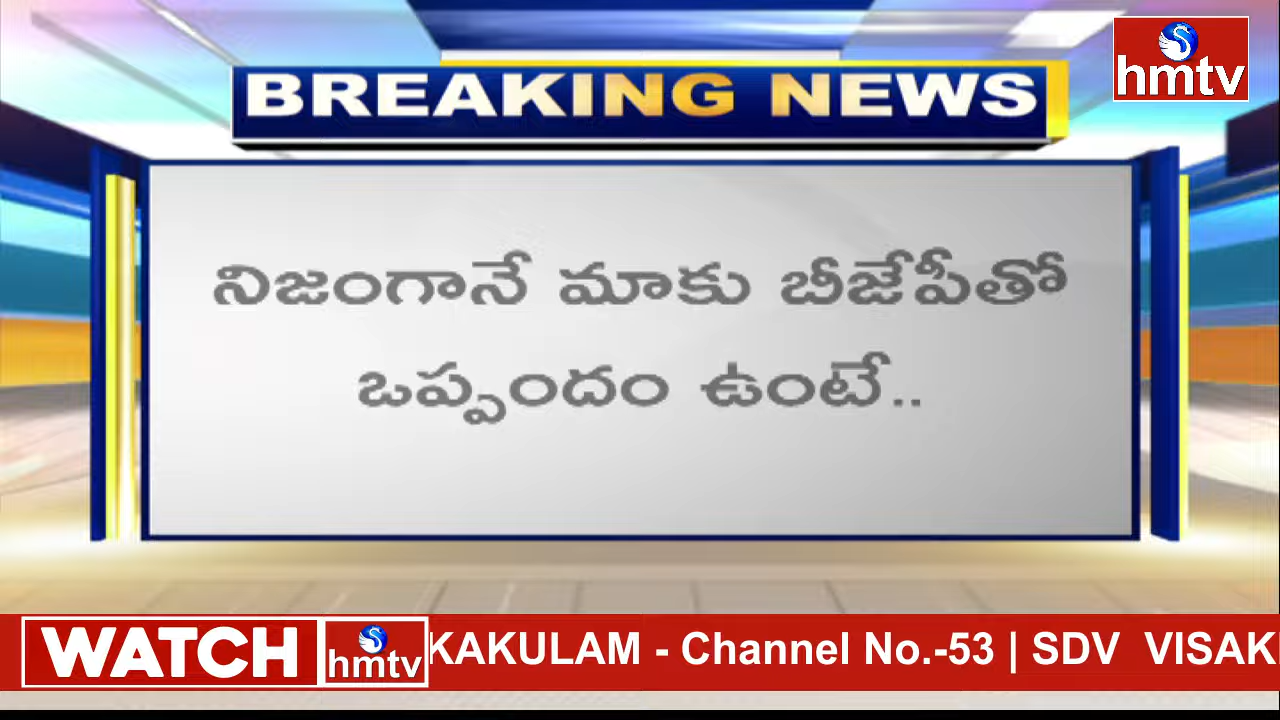 hmtv
BREAKING NEWS
నిజంగానే మాకు బీజేపీతో
ఒప్పందం ఉంటే..
WATCH hmtv KAKULAM - Channel No.-53 | SDV VISAK